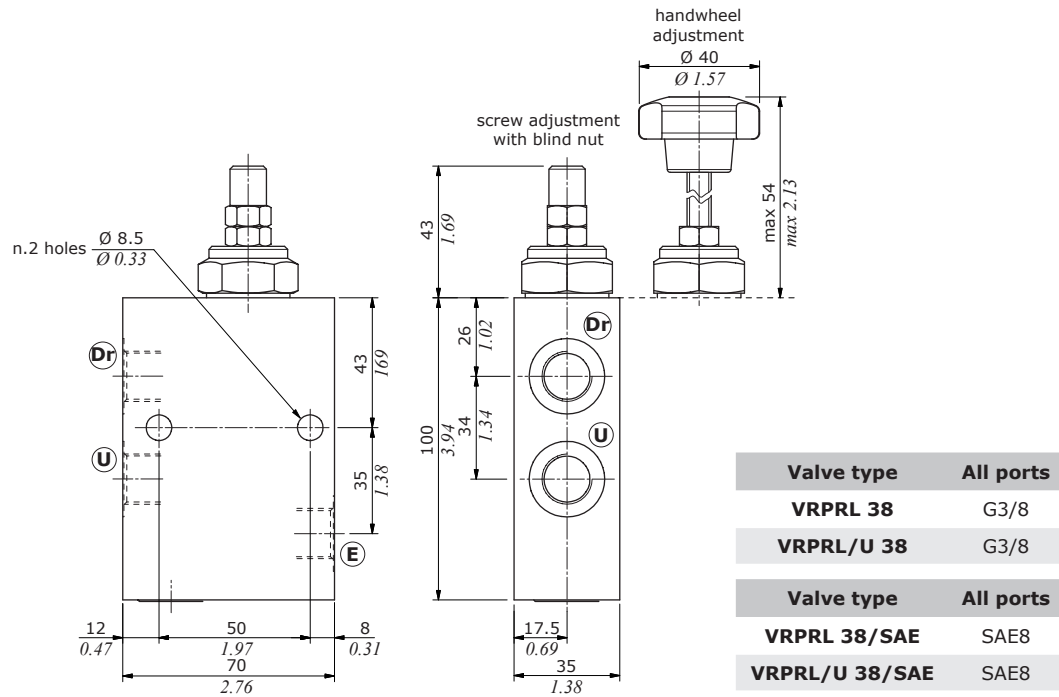 handwheel
adjustment
Ø 40
Ø 1.57
screw adjustment
with blind nut
max 54
max 2.13
43
1.69
n.2 holes
Ø 8.5
Ø 0.33
Dr
U
E
43
169
35
1.38
12
0.47
50
1.97
8
0.31
70
2.76
Dr
U
26
1.02
34
1.34
100
3.94
17.5
0.69
35
1.38
Valve type All ports
VRPRL 38 G3/8
VRPRL/U 38 G3/8
Valve type All ports
VRPRL 38/SAE SAE8
VRPRL/U 38/SAE SAE8